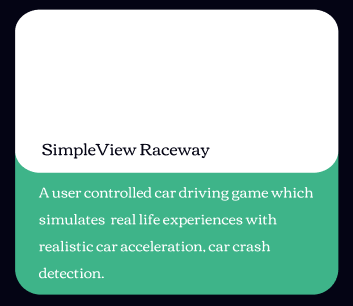 SimpleView Raceway
A user controlled car driving game which
simulates real life experiences with
realistic car acceleration, car crash
detection.